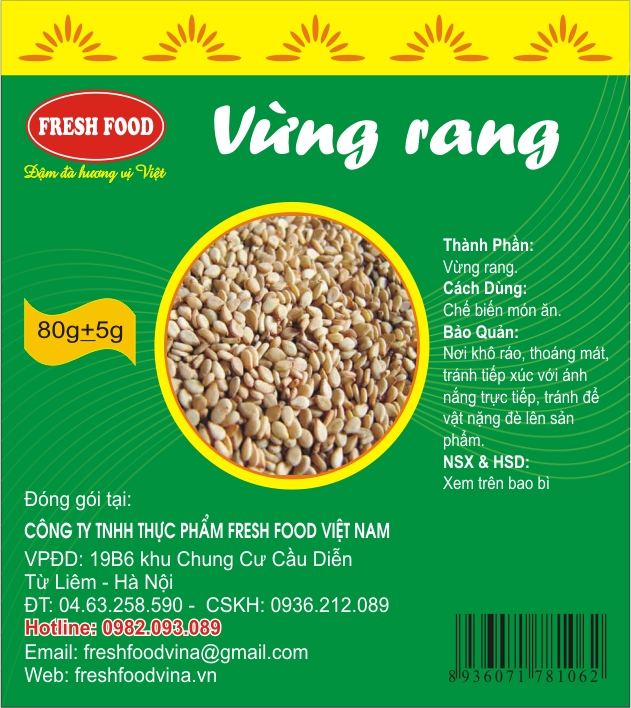 FRESH FOOD
Đậm đà hương vị Việt
Vừng rang
80g±5g
Thành Phần:
Vừng rang.
Cách Dùng:
Chế biến món ăn.
Bảo Quản:
Nơi khô ráo, thoáng mát,
tránh tiếp xúc với ánh
nắng trực tiếp, tránh để
vật nặng đè lên sản
phẩm.
NSX & HSD:
Xem trên bao bì
Đóng gói tại:
CÔNG TY TNHH THỰC PHẨM FRESH FOOD VIỆT NAM
VPĐD: 19B6 khu Chung Cư Cầu Diễn
Từ Liêm - Hà Nội
ĐT: 04.63.258.590 - CSKH: 0936.212.089
Hotline: 0982.093.089
Email: freshfoodvina@gmail.com
Web: freshfoodvina.vn
8936071781062